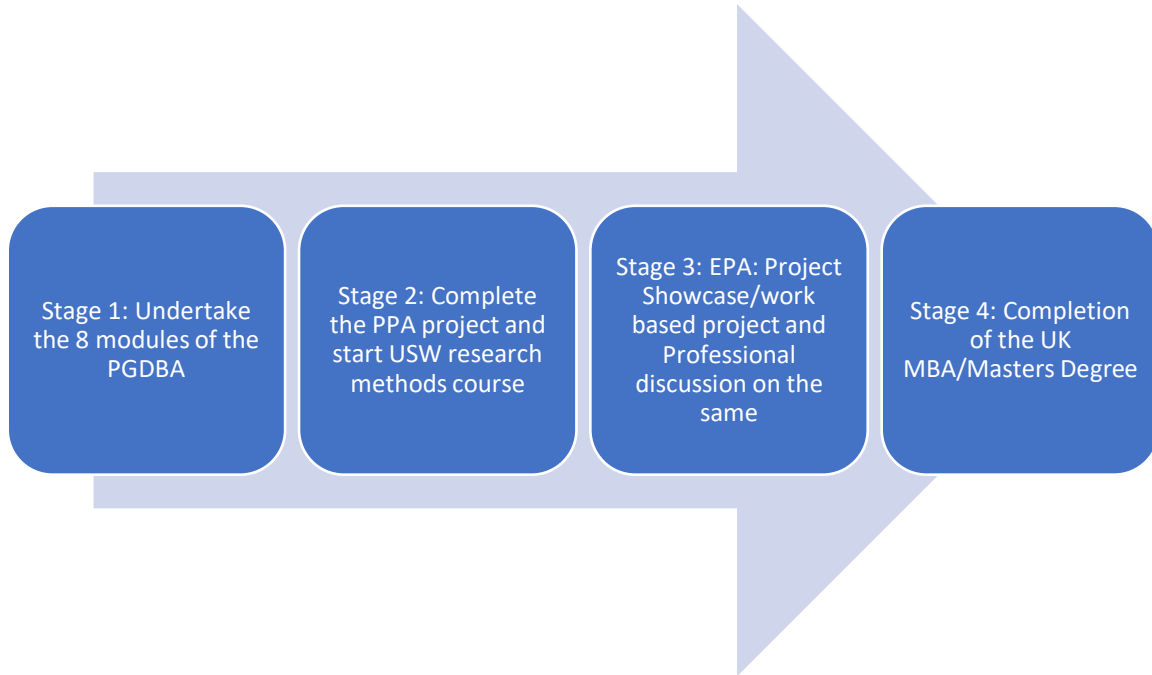 Stage 1: Undertake
the 8 modules of the
PGDBA
Stage 2: Complete
the PPA project and
start USW research
methods course
Stage 3: EPA: Project
Showcase/work
based project and
Professional
discussion on the
same
Stage 4: Completion
of the UK
MBA/Masters Degree